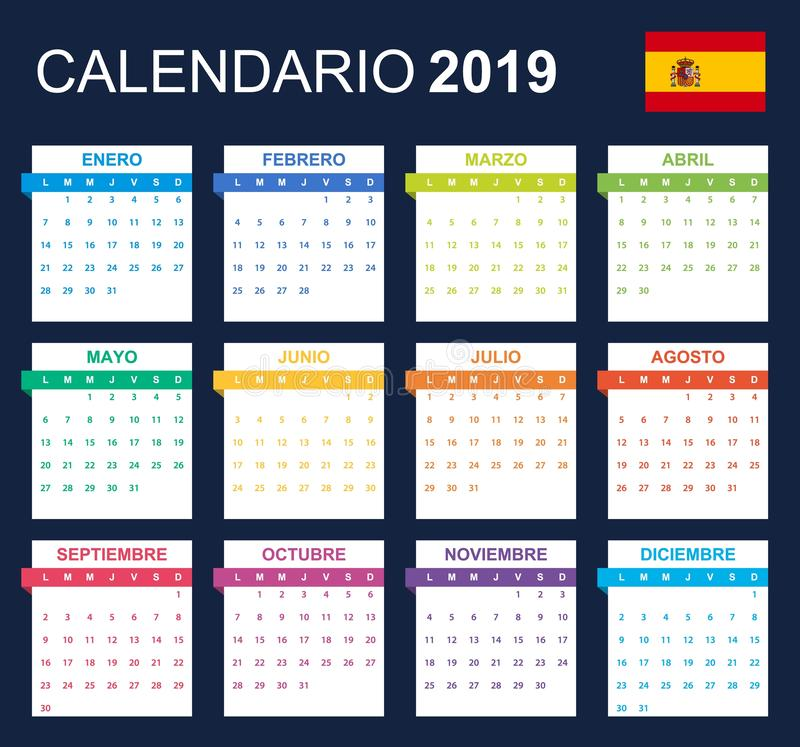 CALENDARIO 2019
ENERO
L M M J V S D
1 2 3 4 5 6
7 8 9 10 11 12 13
14 15 16 17 18 19 20
21 22 23 24 25 26 27
28 29 30 31
FEBRERO
L M M J V S D
1 2 3
4 5 6 7 8 9 10
11 12 13 14 15 16 17
18 19 20 21 22 23 24
25 26 27 28
MARZO
L M M J V S D
1 2 3
4 5 6 7 8 9 10
11 12 13 14 15 16 17
18 19 20 21 22 23 24
25 26 27 28 29 30 31
ABRIL
L M M J V S D
1 2 3 4 5 6 7
8 9 10 11 12 13 14
15 16 17 18 19 20 21
22 23 24 25 26 27 28
29 30
MAYO
L M M J V S D
1 2 3 4 5
6 7 8 9 10 11 12
13 14 15 16 17 18 19
20 21 22 23 24 25 26
27 28 29 30 31
JUNIO
L M M J V S D
1 2
3 4 5 6 7 8 9
10 11 12 13 14 15 16
17 18 19 20 21 22 23
24 25 26 27 28 29 30
JULIO
L M M J V S D
1 2 3 4 5 6 7
8 9 10 11 12 13 14
15 16 17 18 19 20 21
22 23 24 25 26 27 28
29 30 31
AGOSTO
L M M J V S D
1 2 3 4
5 6 7 8 9 10 11
12 13 14 15 16 17 18
19 20 21 22 23 24 25
26 27 28 29 30 31
SEPTIEMBRE
L M M J V S D
1
2 3 4 5 6 7 8
9 10 11 12 13 14 15
16 17 18 19 20 21 22
23 24 25 26 27 28 29
30
OCTUBRE
L M M J V S D
1 2 3 4 5 6
7 8 9 10 11 12 13
14 15 16 17 18 19 20
21 22 23 24 25 26 27
28 29 30 31
NOVIEMBRE
L M M J V S D
1 2 3
4 5 6 7 8 9 10
11 12 13 14 15 16 17
18 19 20 21 22 23 24
25 26 27 28 29 30
DICIEMBRE
L M M J V S D
1
2 3 4 5 6 7 8
9 10 11 12 13 14 15
16 17 18 19 20 21 22
23 24 25 26 27 28 29
30 31